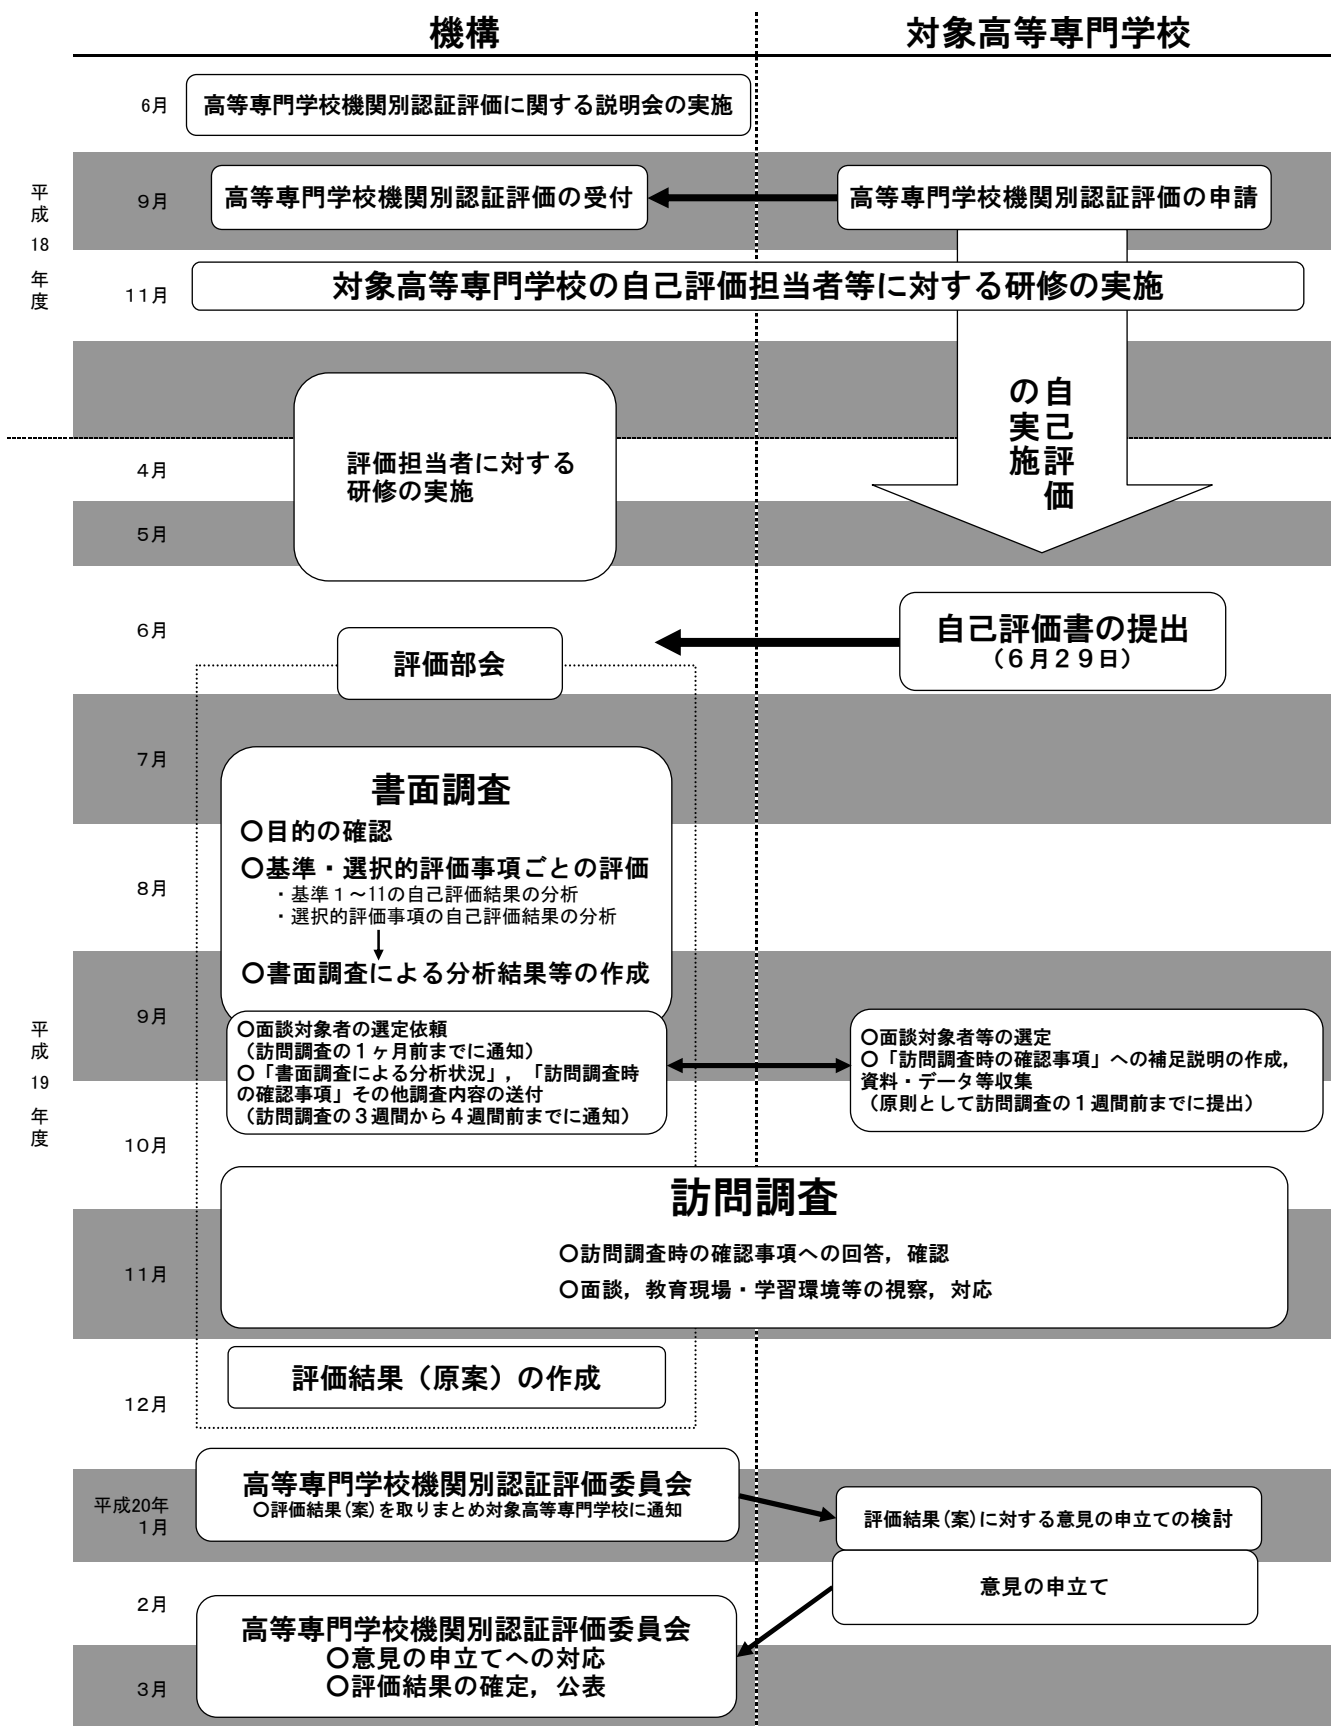 機構
対象高等専門学校
6月
高等専門学校機関別認証評価に関する説明会の実施
平成
18
年度
9月
高等専門学校機関別認証評価の受付
高等専門学校機関別認証評価の申請
11月
対象高等専門学校の自己評価担当者等に対する研修の実施
自己評価
の実施
4月
評価担当者に対する
研修の実施
5月
6月
自己評価書の提出
（６月２９日）
評価部会
7月
書面調査
○目的の確認
○基準・選択的評価事項ごとの評価
・基準１～11の自己評価結果の分析
・選択的評価事項の自己評価結果の分析
8月
○書面調査による分析結果等の作成
平成
19
年度
9月
○面談対象者の選定依頼
（訪問調査の１ヶ月前までに通知）
○「書面調査による分析状況」，「訪問調査時
の確認事項」その他調査内容の送付
（訪問調査の３週間から４週間前までに通知）
○面談対象者等の選定
○「訪問調査時の確認事項」への補足説明の作成，
資料・データ等収集
（原則として訪問調査の１週間前までに提出）
10月
訪問調査
○訪問調査時の確認事項への回答，確認
11月
○面談，教育現場・学習環境等の視察，対応
評価結果（原案）の作成
12月
高等専門学校機関別認証評価委員会
○評価結果(案)を取りまとめ対象高等専門学校に通知
平成20年
1月
評価結果(案)に対する意見の申立ての検討
意見の申立て
2月
高等専門学校機関別認証評価委員会
○意見の申立てへの対応
○評価結果の確定，公表
3月